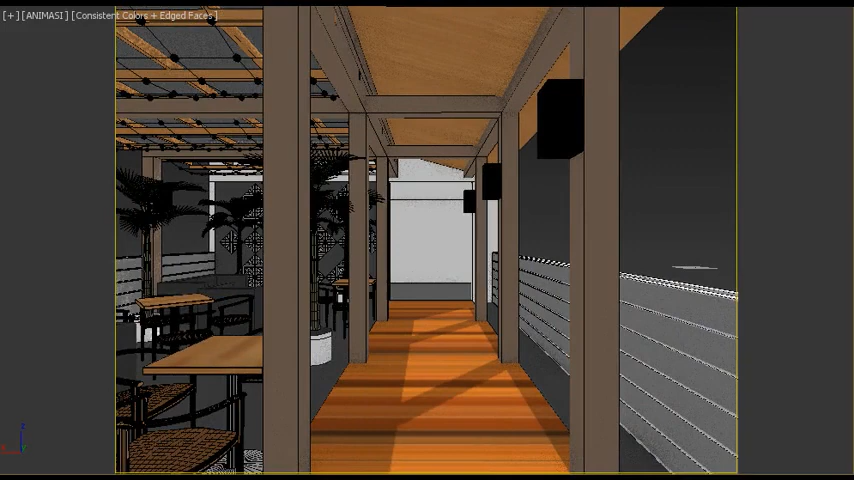 [+] [ANIMASI] [Consistent Colors + Edged Faces]